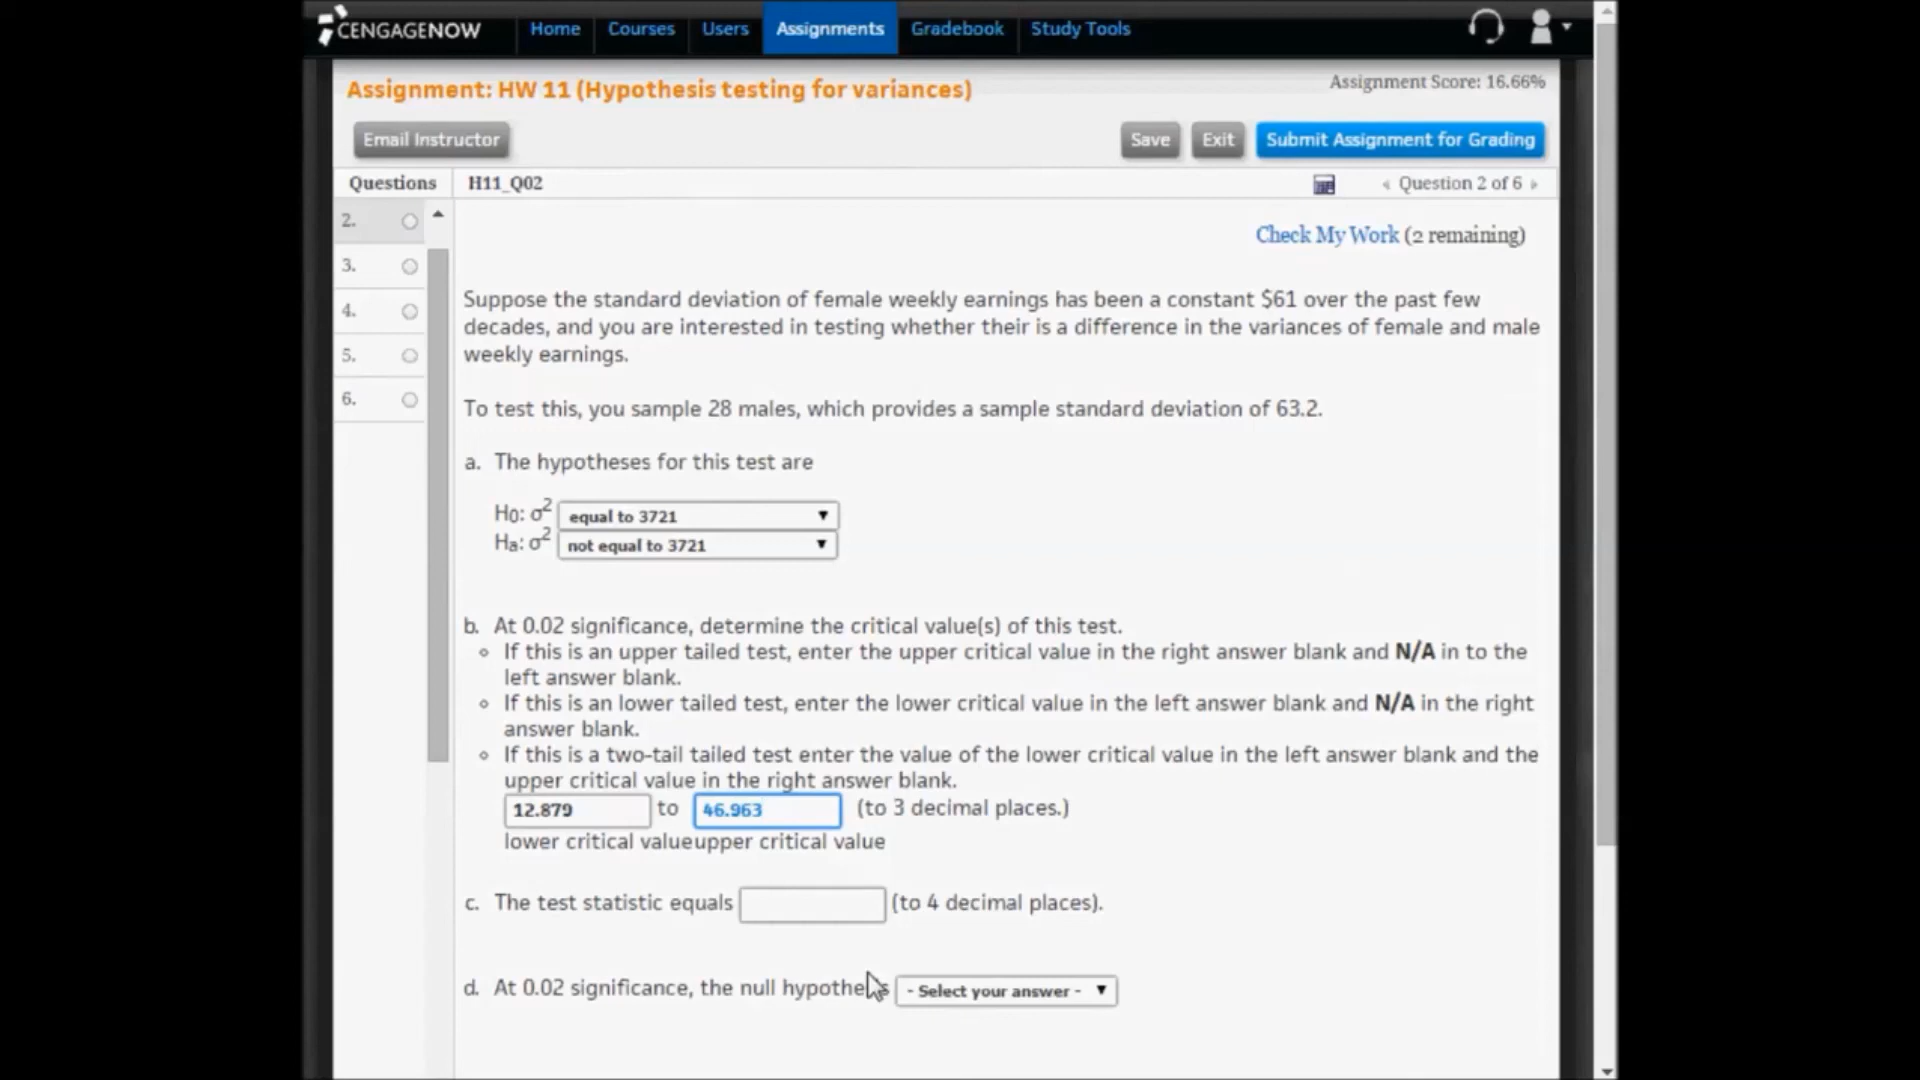 CENGAGENOW
Home Courses Users Assignments Gradebook Study Tools
Assignment: HW 11 (Hypothesis testing for variances)
Assignment Score: 16.66%
Email Instructor
Save Exit Submit Assignment for Grading
Questions H11_Q02 Question 2 of 6
2.
3.
4.
5.
6.
Check My Work (2 remaining)
Suppose the standard deviation of female weekly earnings has been a constant $61 over the past few
decades, and you are interested in testing whether their is a difference in the variances of female and male
weekly earnings.
To test this, you sample 28 males, which provides a sample standard deviation of 63.2.
a. The hypotheses for this test are
H0: σ2 equal to 3721
Ha: σ2 not equal to 3721
b. At 0.02 significance, determine the critical value(s) of this test.
If this is an upper tailed test, enter the upper critical value in the right answer blank and N/A in to the
left answer blank.
If this is an lower tailed test, enter the lower critical value in the left answer blank and N/A in the right
answer blank.
If this is a two-tail tailed test enter the value of the lower critical value in the left answer blank and the
upper critical value in the right answer blank.
12.879 to 46.963 (to 3 decimal places.)
lower critical valueupper critical value
c. The test statistic equals (to 4 decimal places).
d. At 0.02 significance, the null hypothesis - Select your answer -